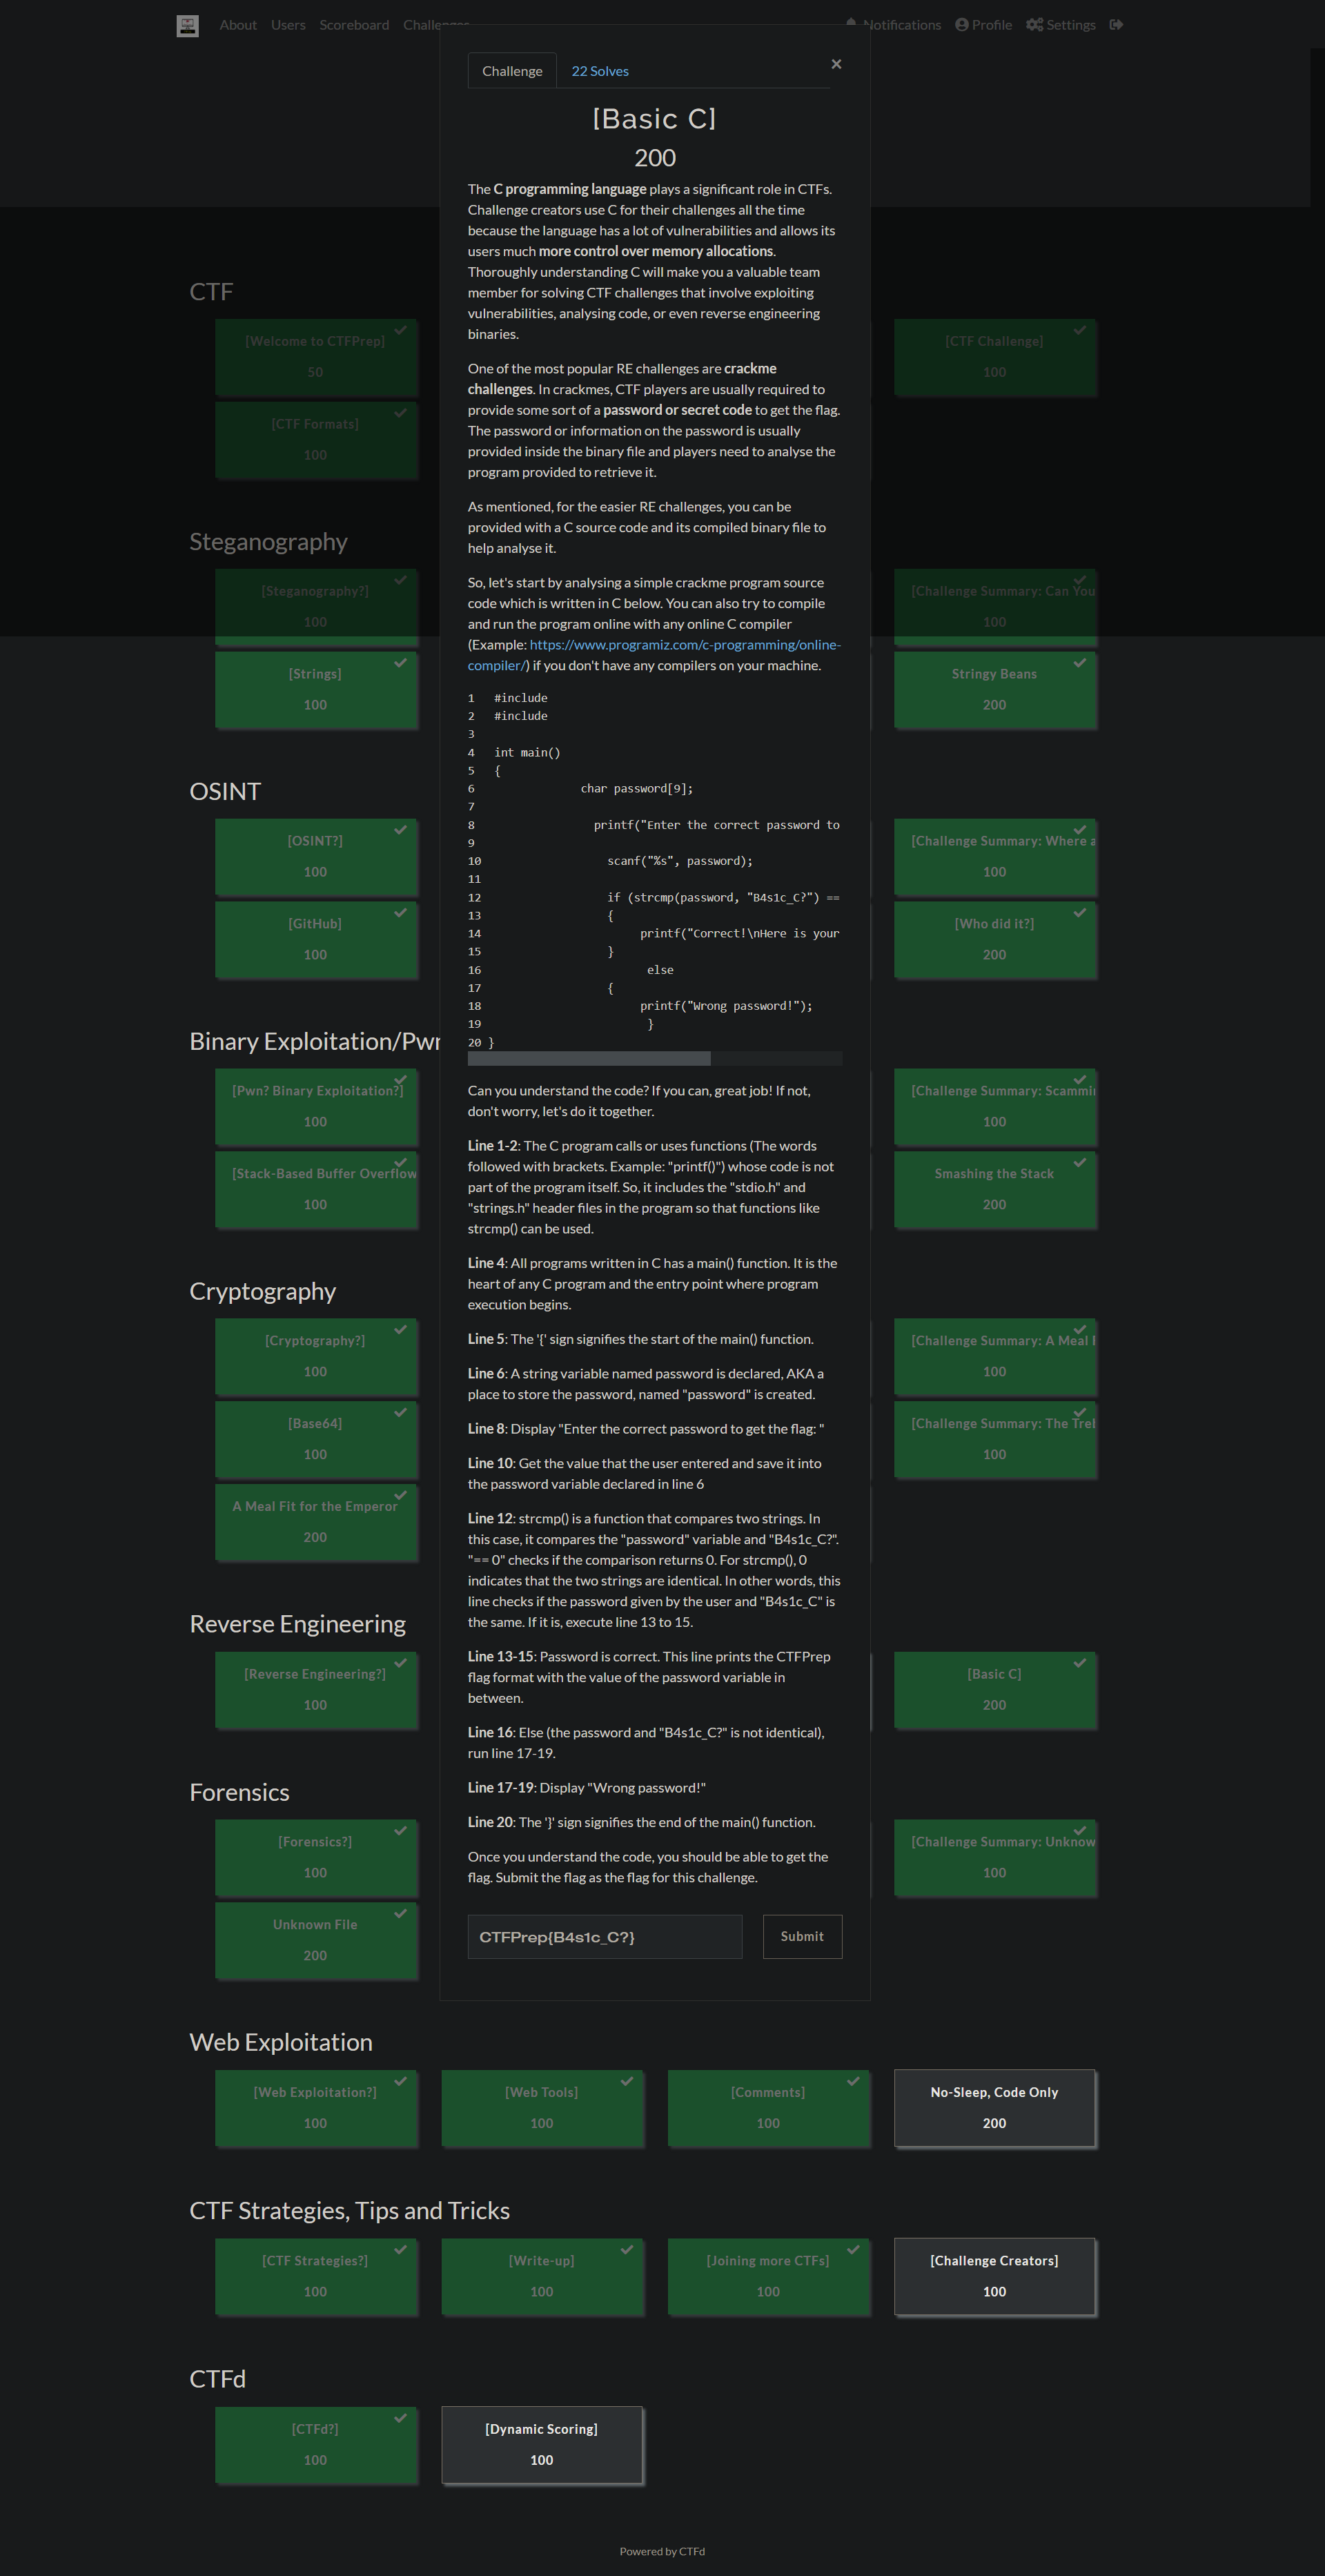 About Users Scoreboard Challenges Notifications Profile Settings
Challenge 22 Solves ×
[Basic C]
200
The C programming language plays a significant role in CTFs.
Challenge creators use C for their challenges all the time
because the language has a lot of vulnerabilities and allows its
users much more control over memory allocations.
Thoroughly understanding C will make you a valuable team
member for solving CTF challenges that involve exploiting
vulnerabilities, analysing code, or even reverse engineering
binaries.
One of the most popular RE challenges are crackme
challenges. In crackmes, CTF players are usually required to
provide some sort of a password or secret code to get the flag.
The password or information on the password is usually
provided inside the binary file and players need to analyse the
program provided to retrieve it.
As mentioned, for the easier RE challenges, you can be
provided with a C source code and its compiled binary file to
help analyse it.
So, let's start by analysing a simple crackme program source
code which is written in C below. You can also try to compile
and run the program online with any online C compiler
(Example: https://www.programiz.com/c-programming/online-
compiler/) if you don't have any compilers on your machine.
1 #include
2 #include
3
4 int main()
5 {
6 char password[9];
7
8 printf("Enter the correct password to
9
10 scanf("%s", password);
11
12 if (strcmp(password, "B4s1c_C?") ==
13 {
14 printf("Correct!\nHere is your
15 }
16 else
17 {
18 printf("Wrong password!");
19 }
20 }
Can you understand the code? If you can, great job! If not,
don't worry, let's do it together.
Line 1-2: The C program calls or uses functions (The words
followed with brackets. Example: "printf()") whose code is not
part of the program itself. So, it includes the "stdio.h" and
"strings.h" header files in the program so that functions like
strcmp() can be used.
Line 4: All programs written in C has a main() function. It is the
heart of any C program and the entry point where program
execution begins.
Line 5: The '{' sign signifies the start of the main() function.
Line 6: A string variable named password is declared, AKA a
place to store the password, named "password" is created.
Line 8: Display "Enter the correct password to get the flag: "
Line 10: Get the value that the user entered and save it into
the password variable declared in line 6
Line 12: strcmp() is a function that compares two strings. In
this case, it compares the "password" variable and "B4s1c_C?".
"== 0" checks if the comparison returns 0. For strcmp(), 0
indicates that the two strings are identical. In other words, this
line checks if the password given by the user and "B4s1c_C" is
the same. If it is, execute line 13 to 15.
Line 13-15: Password is correct. This line prints the CTFPrep
flag format with the value of the password variable in
between.
Line 16: Else (the password and "B4s1c_C?" is not identical),
run line 17-19.
Line 17-19: Display "Wrong password!"
Line 20: The '}' sign signifies the end of the main() function.
Once you understand the code, you should be able to get the
flag. Submit the flag as the flag for this challenge.
CTFPrep{B4s1c_C?} Submit
CTF
[Welcome to CTFPrep] [CTF Challenge]
50 100
[CTF Formats]
100
Steganography
[Steganography?] [Challenge Summary: Can You
100 100
[Strings] Stringy Beans
100 200
OSINT
[OSINT?] [Challenge Summary: Where a
100 100
[GitHub] [Who did it?]
100 200
Binary Exploitation/Pwn
[Pwn? Binary Exploitation?] [Challenge Summary: Scammin
100 100
[Stack-Based Buffer Overflow Smashing the Stack
100 200
Cryptography
[Cryptography?] [Challenge Summary: A Meal F
100 100
[Base64] [Challenge Summary: The Trel
100 100
A Meal Fit for the Emperor
200
Reverse Engineering
[Reverse Engineering?] [Basic C]
100 200
Forensics
[Forensics?] [Challenge Summary: Unknow
100 100
Unknown File
200
Web Exploitation
[Web Exploitation?] [Web Tools] [Comments] No-Sleep, Code Only
100 100 100 200
CTF Strategies, Tips and Tricks
[CTF Strategies?] [Write-up] [Joining more CTFs] [Challenge Creators]
100 100 100 100
CTFd
[CTFd?] [Dynamic Scoring]
100 100
Powered by CTFd